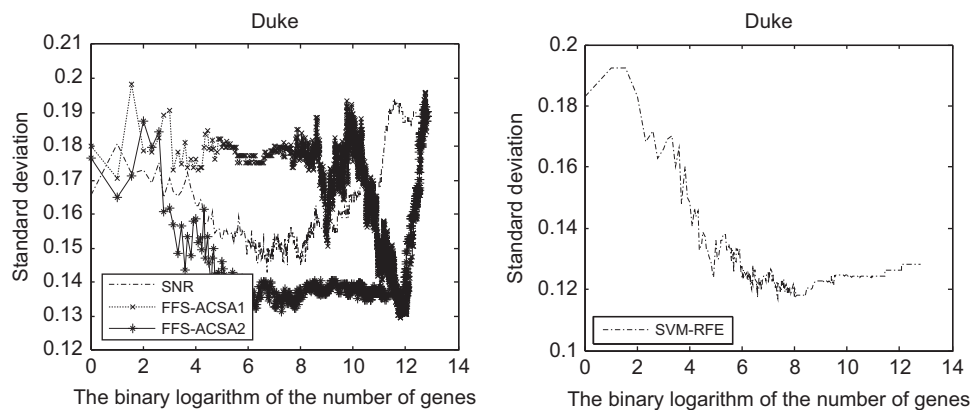 Duke
Standard deviation
0.21
0.2
0.19
0.18
0.17
0.16
0.15
0.14
0.13
0.12
SNR
FFS-ACSA1
FFS-ACSA2
0 2 4 6 8 10 12 14
The binary logarithm of the number of genes
Duke
Standard deviation
0.2
0.18
0.16
0.14
0.12
0.1
SVM-RFE
0 2 4 6 8 10 12 14
The binary logarithm of the number of genes